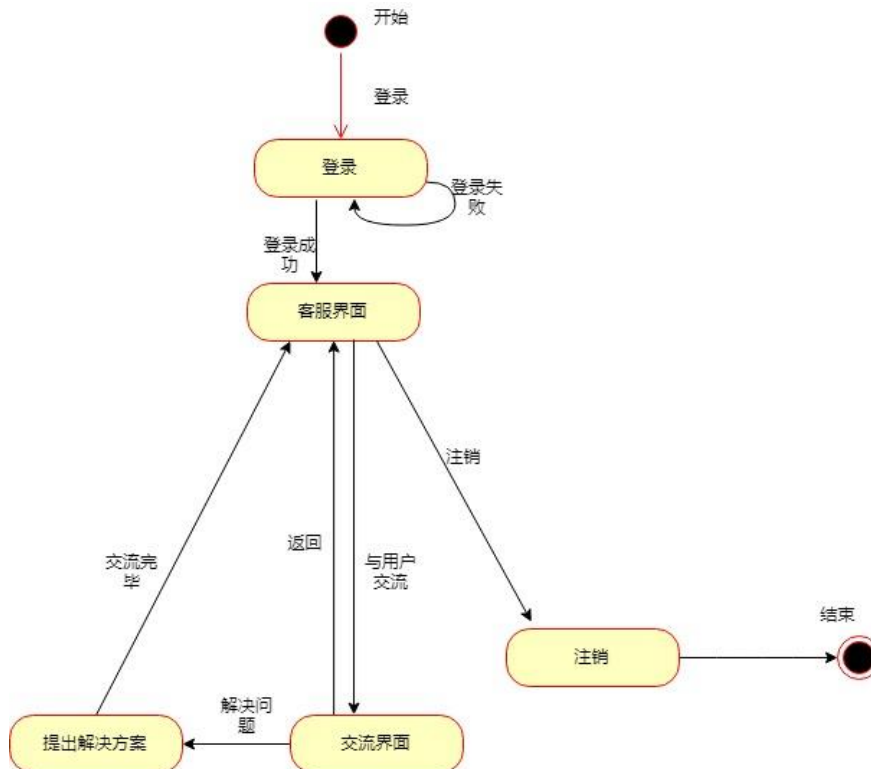 开始
登录
登录
登录失
败
登录成
功
客服界面
注销
交流完
毕
返回
与用户
交流
结束
注销
解决问
题
提出解决方案
交流界面